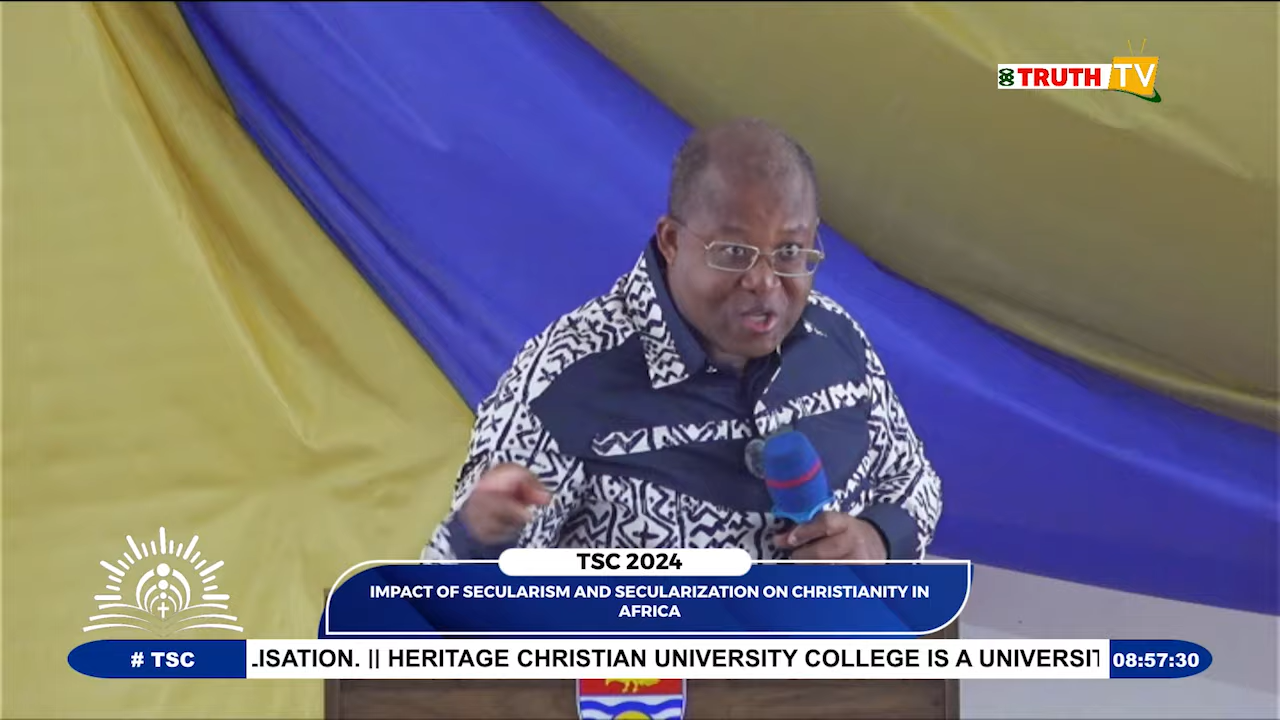 TRUTH TV
TSC 2024
IMPACT OF SECULARISM AND SECULARIZATION ON CHRISTIANITY IN
AFRICA
# TSC
.ISATION. || HERITAGE CHRISTIAN UNIVERSITY COLLEGE IS A UNIVERSIT
08:57:30